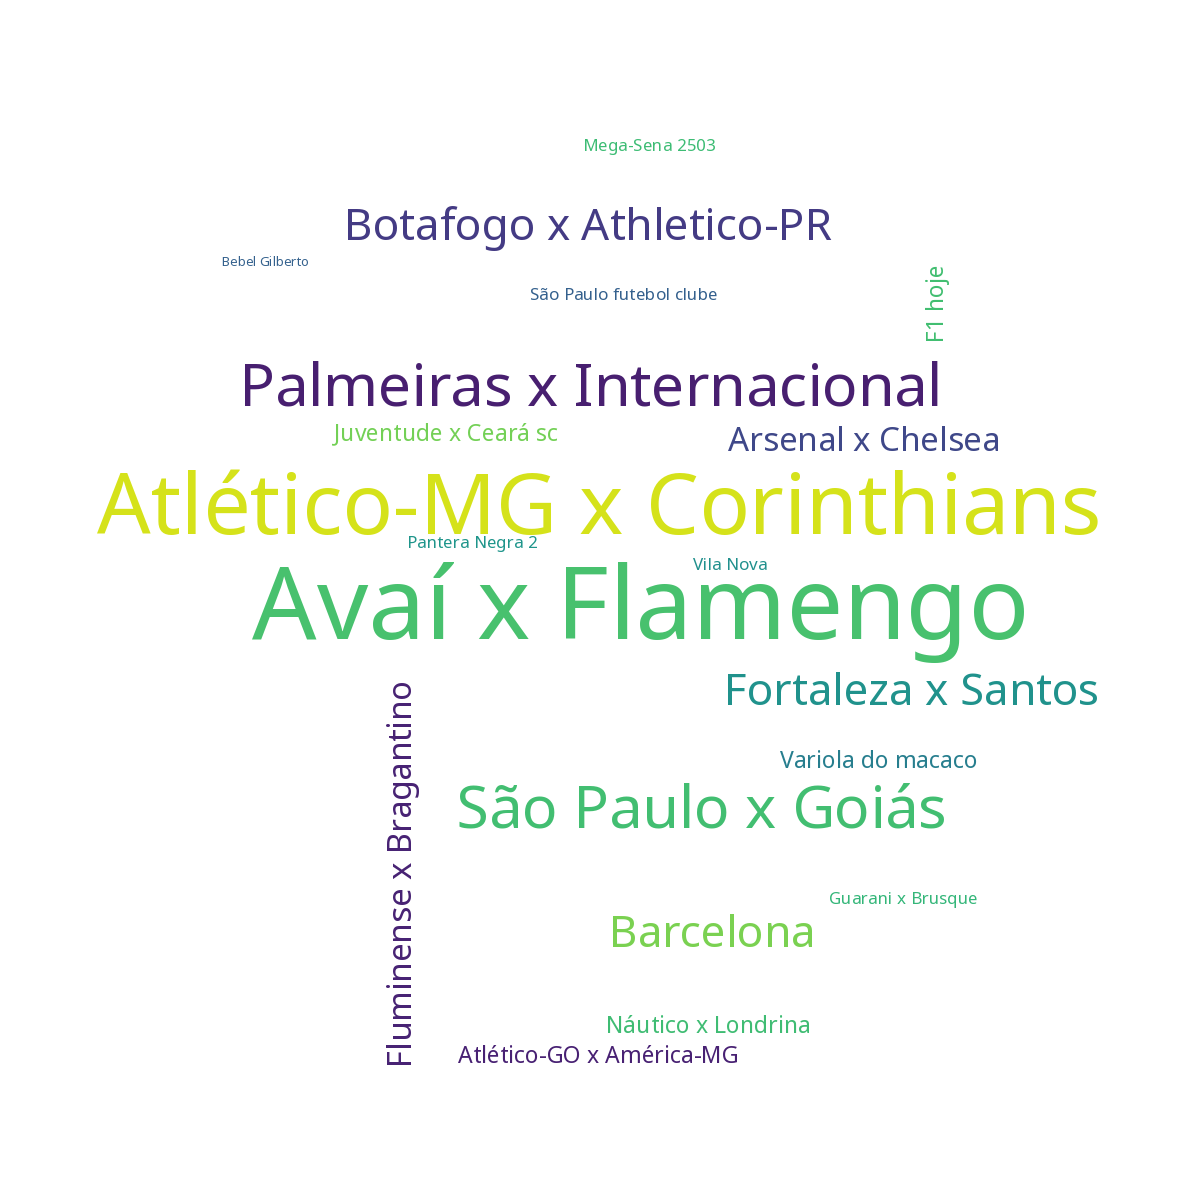 Mega-Sena 2503
Botafogo x Athletico-PR
Bebel Gilberto
São Paulo futebol clube
F1 hoje
Palmeiras x Internacional
Juventude x Ceará sc
Arsenal x Chelsea
Atlético-MG x Corinthians
Pantera Negra 2
Vila Nova
Avaí x Flamengo
Fortaleza x Santos
Fluminense x Bragantino
Variola do macaco
São Paulo x Goiás
Guarani x Brusque
Barcelona
Náutico x Londrina
Atlético-GO x América-MG